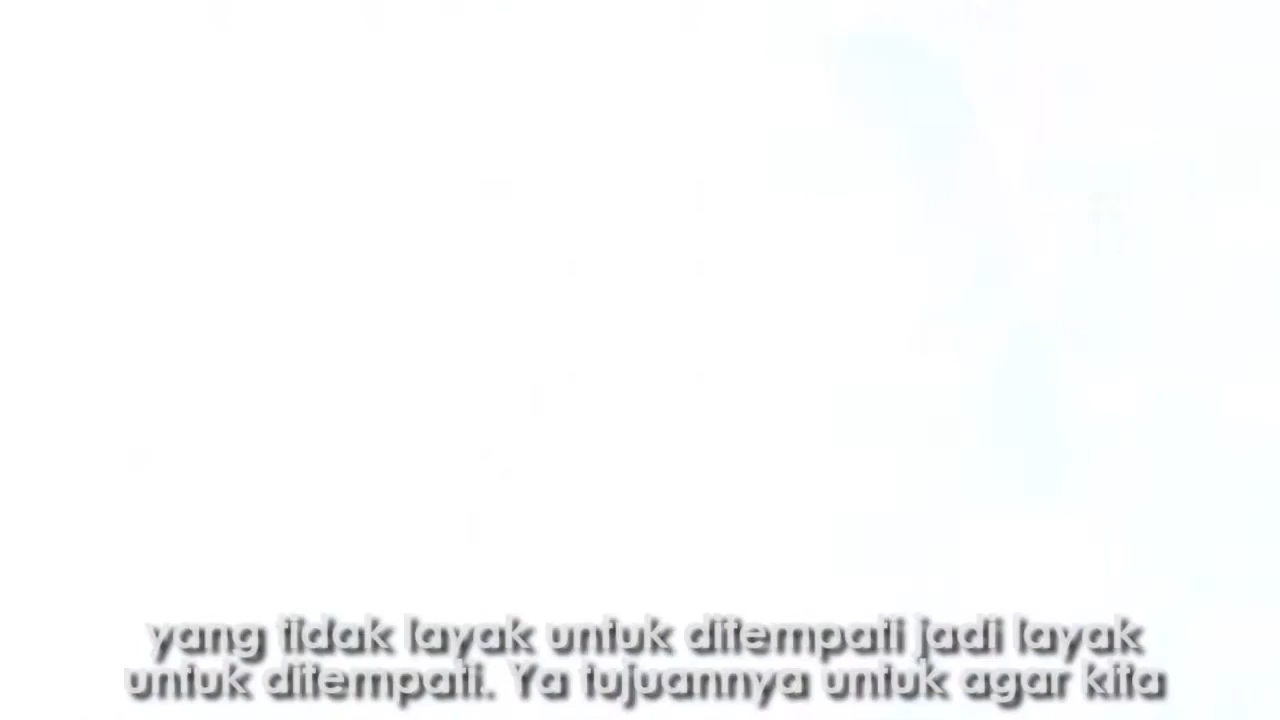 yang tidak layak untuk ditempati jadi layak
untuk ditempati. Ya tujuannya untuk agar kita